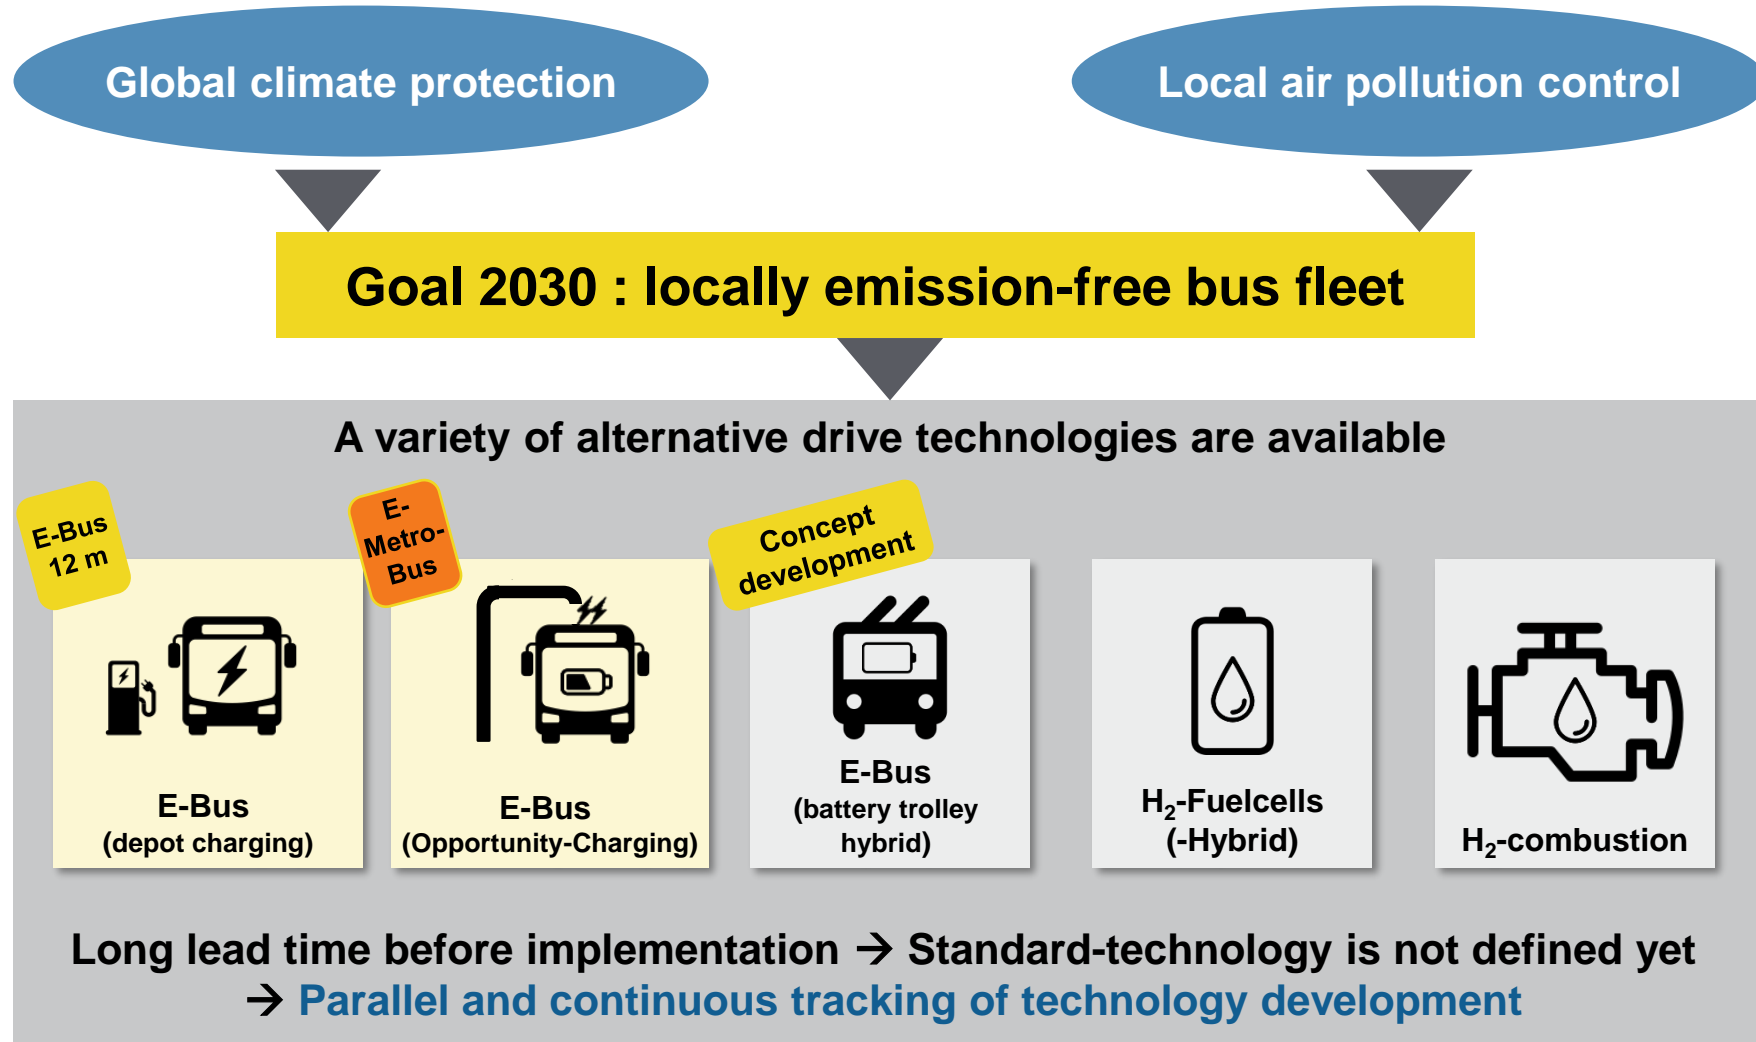 Global climate protection
Local air pollution control
Goal 2030 : locally emission-free bus fleet
A variety of alternative drive technologies are available
E-Bus
12 m
E-
Metro-
Bus
Concept
development
E-Bus
(depot charging)
E-Bus
(Opportunity-Charging)
E-Bus
(battery trolley
hybrid)
H₂-Fuelcells
(-Hybrid)
H₂-combustion
Long lead time before implementation → Standard-technology is not defined yet
→ Parallel and continuous tracking of technology development